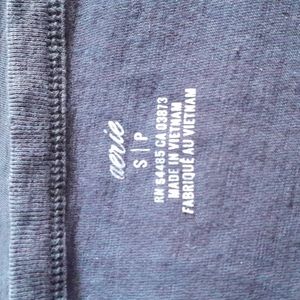 aerie
S | P
RN 54485 CA 03873
MADE IN VIETNAM
FABRIQUÉ AU VIETNAM